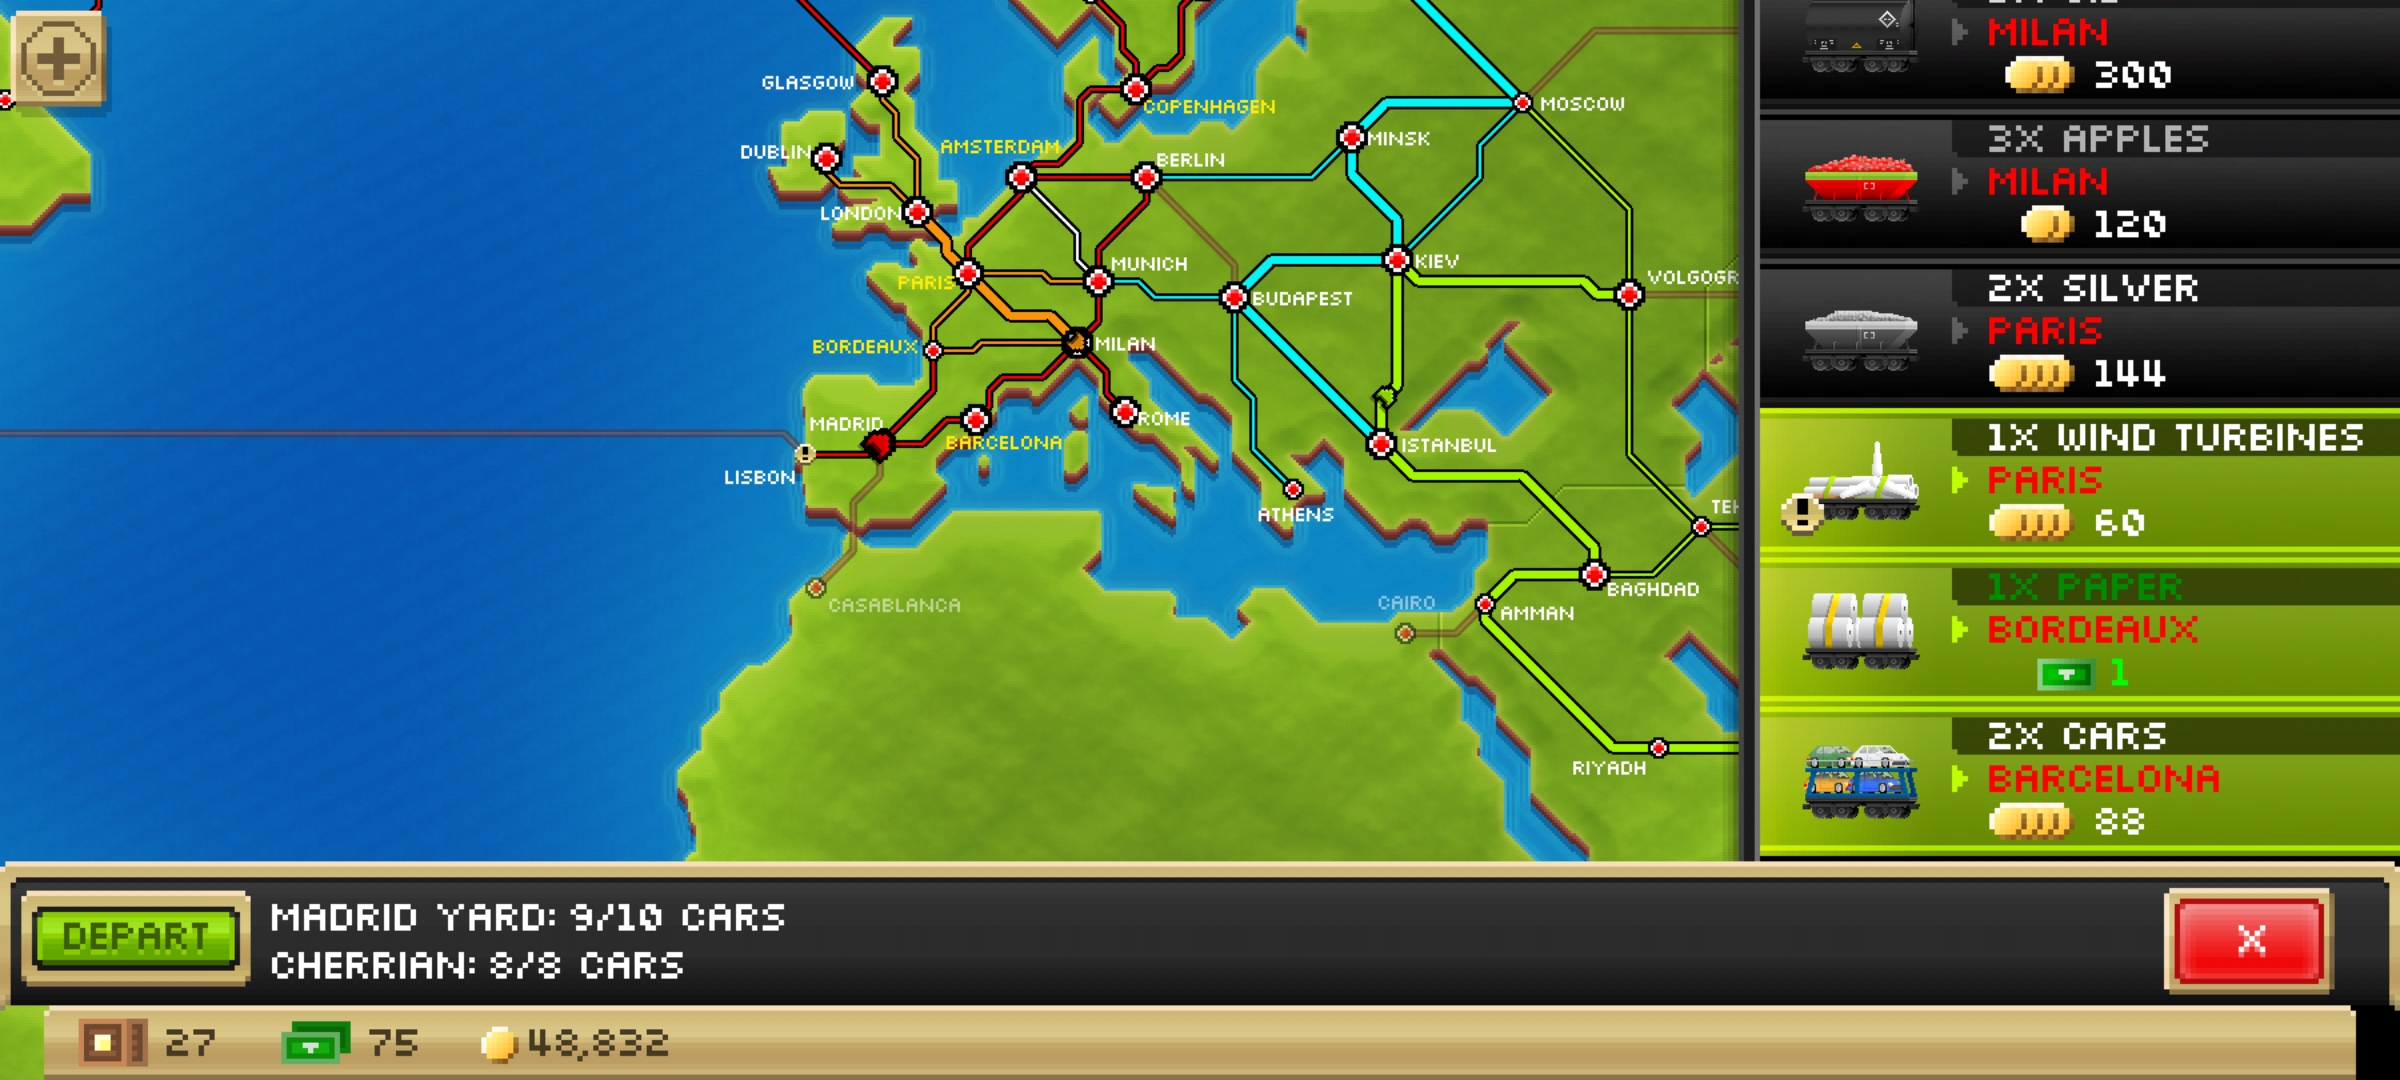 GLASGOW
COPENHAGEN
MOSCOW
MINSK
DUBLIN
AMSTERDAM
BERLIN
LONDON
MUNICH
KIEV
PARIS
BUDAPEST
BORDEAUX
MILAN
MADRID
BARCELONA
ROME
ISTANBUL
LISBON
ATHENS
CASABLANCA
CAIRO
AMMAN
BAGHDAD
RIYADH
VOLGOGR
TEH
MILAN
300
3X APPLES
MILAN
120
2X SILVER
PARIS
144
1X WIND TURBINES
PARIS
60
1X PAPER
BORDEAUX
1
2X CARS
BARCELONA
88
DEPART
MADRID YARD: 9/10 CARS
CHERRIAN: 8/8 CARS
X
27
75
48,832